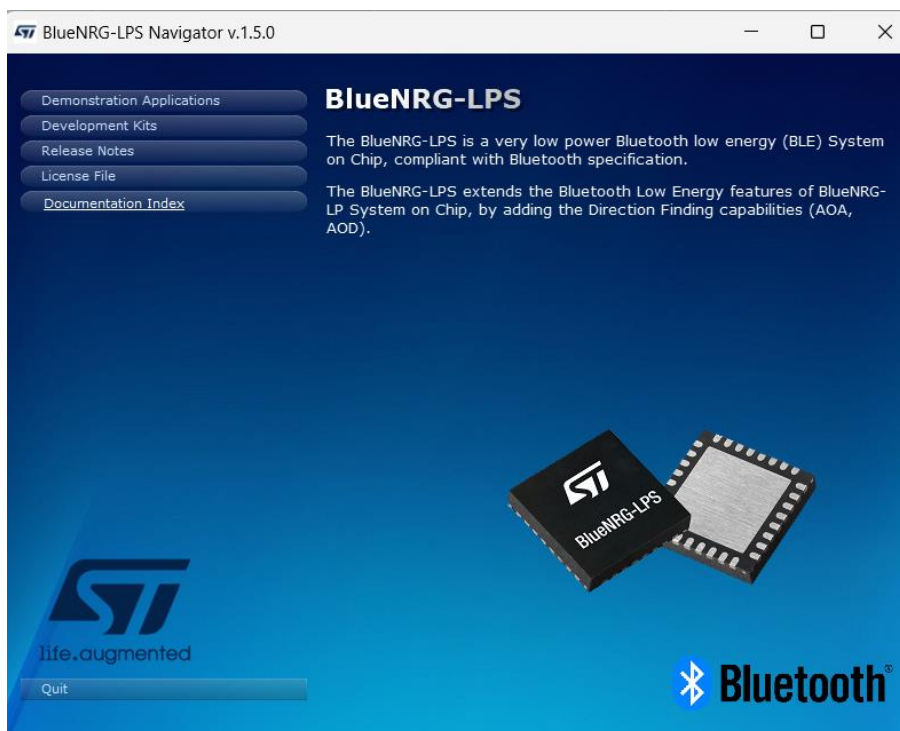 BlueNRG-LPS Navigator v.1.5.0
Demonstration Applications
Development Kits
Release Notes
License File
Documentation Index
BlueNRG-LPS
The BlueNRG-LPS is a very low power Bluetooth low energy (BLE) System
on Chip, compliant with Bluetooth specification.
The BlueNRG-LPS extends the Bluetooth Low Energy features of BlueNRG-
LP System on Chip, by adding the Direction Finding capabilities (AOA,
AOD).
ST
BlueNRG-LPS
ST
life.augmented
Quit
Bluetooth®